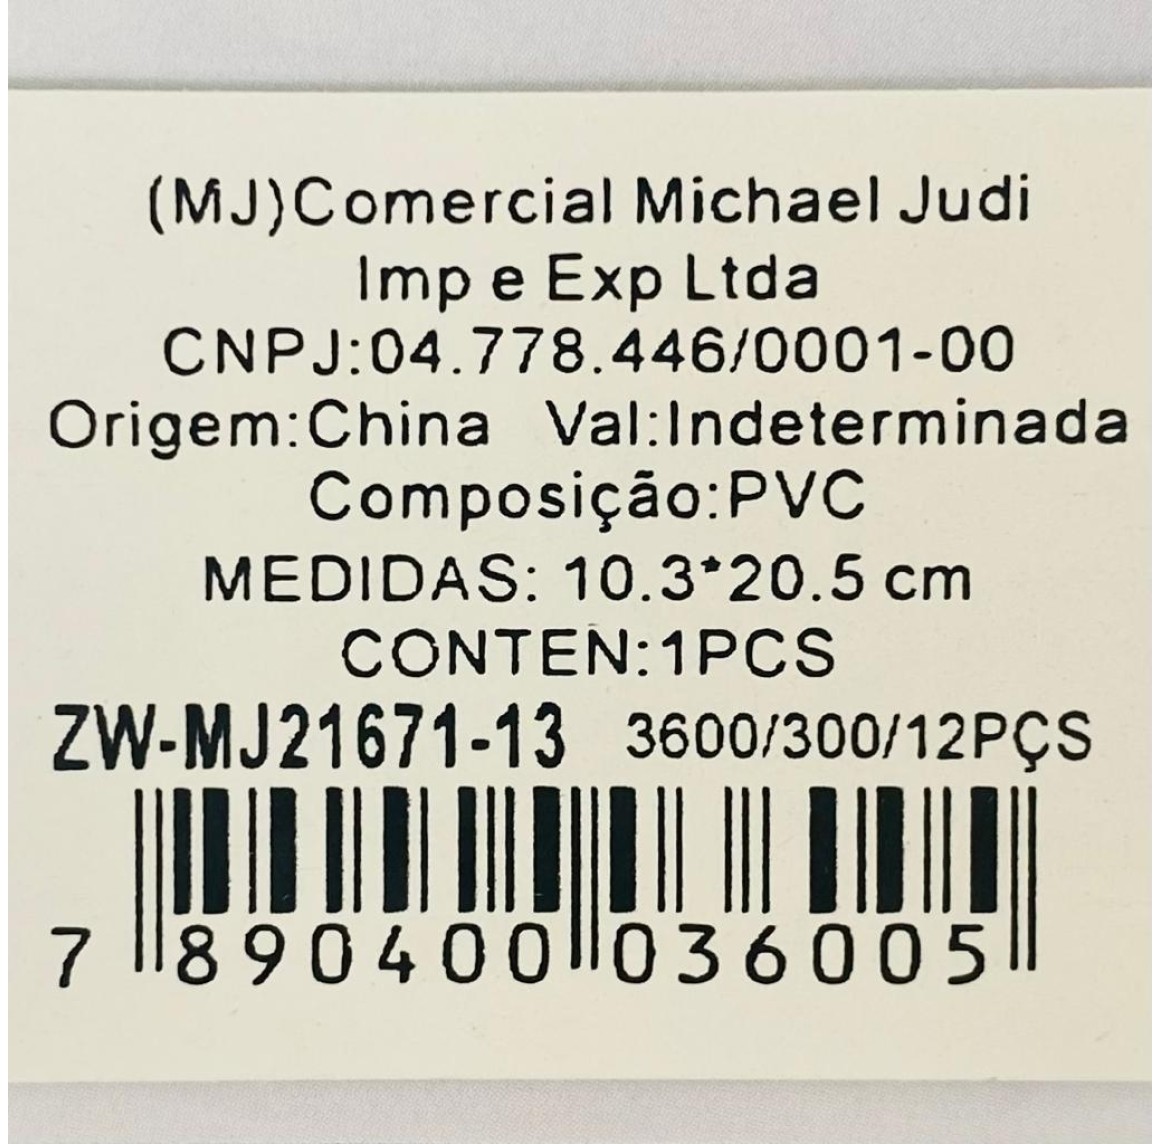 (MJ)Comercial Michael Judi
Imp e Exp Ltda
CNPJ:04.778.446/0001-00
Origem:China Val:Indeterminada
Composição:PVC
MEDIDAS: 10.3*20.5 cm
CONTEN:1PCS
ZW-MJ21671-13 3600/300/12PÇS
7 890400 036005